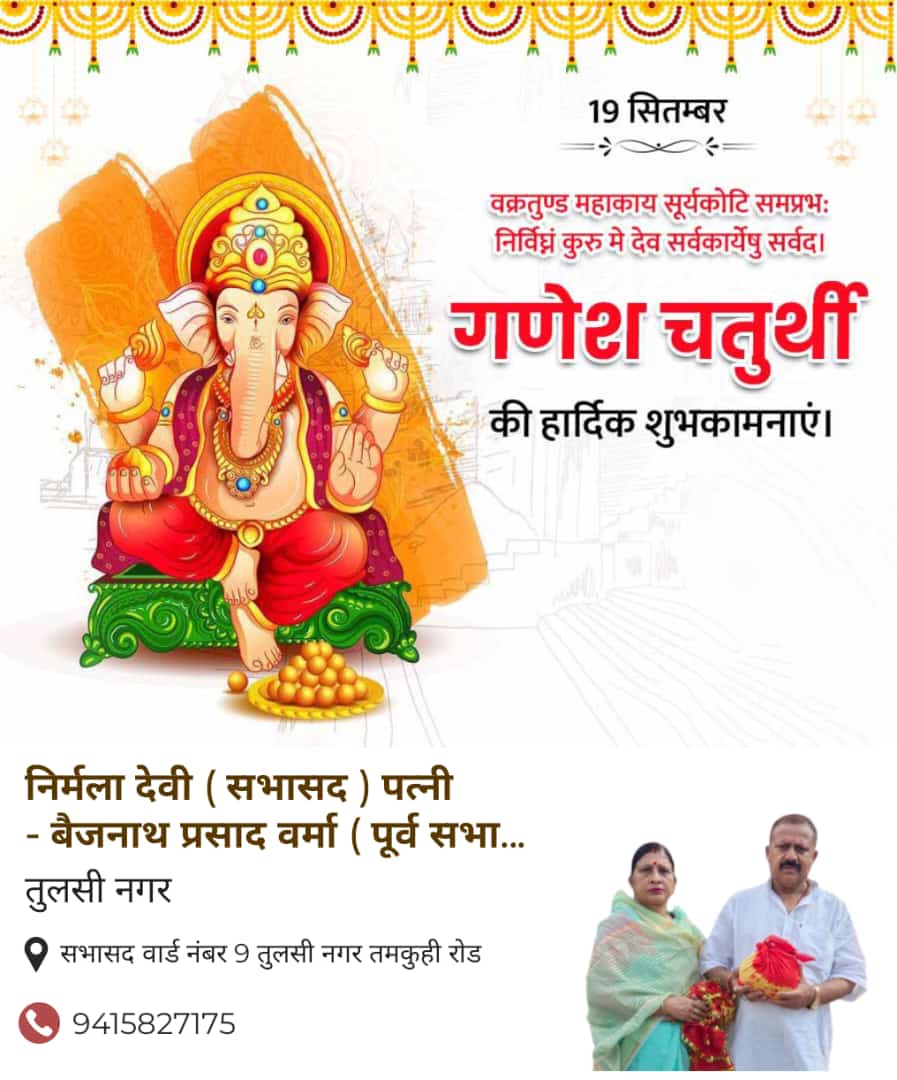 19 सितम्बर
वक्रतुण्ड महाकाय सूर्यकोटि समप्रभ:
निर्विघ्नं कुरु मे देव सर्वकार्येषु सर्वद।
गणेश चतुर्थी
की हार्दिक शुभकामनाएं।
निर्मला देवी ( सभासद ) पत्नी
- बैजनाथ प्रसाद वर्मा ( पूर्व सभा...
तुलसी नगर
सभासद वार्ड नंबर 9 तुलसी नगर तमकुही रोड
9415827175